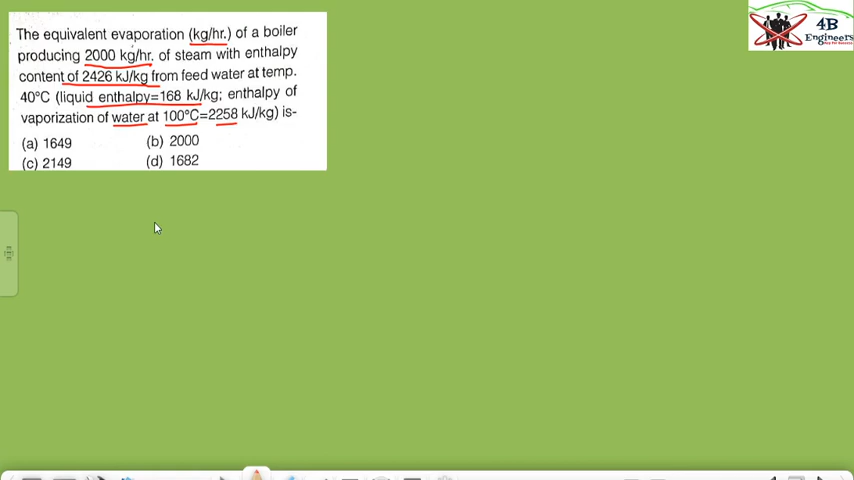 The equivalent evaporation (kg/hr.) of a boiler
producing 2000 kg/hr. of steam with enthalpy
content of 2426 kJ/kg from feed water at temp.
40°C (liquid enthalpy=168 kJ/kg; enthalpy of
vaporization of water at 100°C=2258 kJ/kg) is-
(a) 1649 (b) 2000
(c) 2149 (d) 1682
4B
Engineers